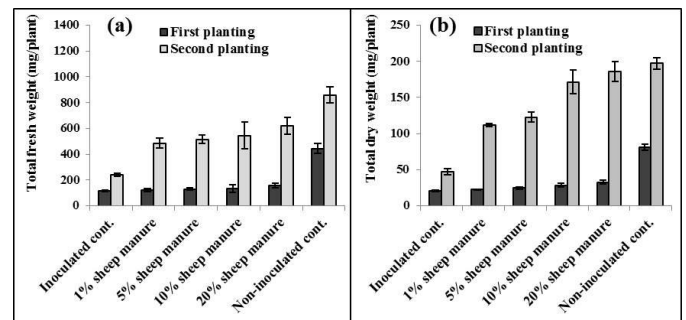 (a)
First planting
Second planting
Total fresh weight (mg/plant)
1400
1200
1000
800
600
400
200
0
Inoculated cont.
1% sheep manure
5% sheep manure
10% sheep manure
20% sheep manure
Non-inoculated cont.
(b)
First planting
Second planting
Total dry weight (mg/plant)
250
200
150
100
50
0
Inoculated cont.
1% sheep manure
5% sheep manure
10% sheep manure
20% sheep manure
Non-inoculated cont.